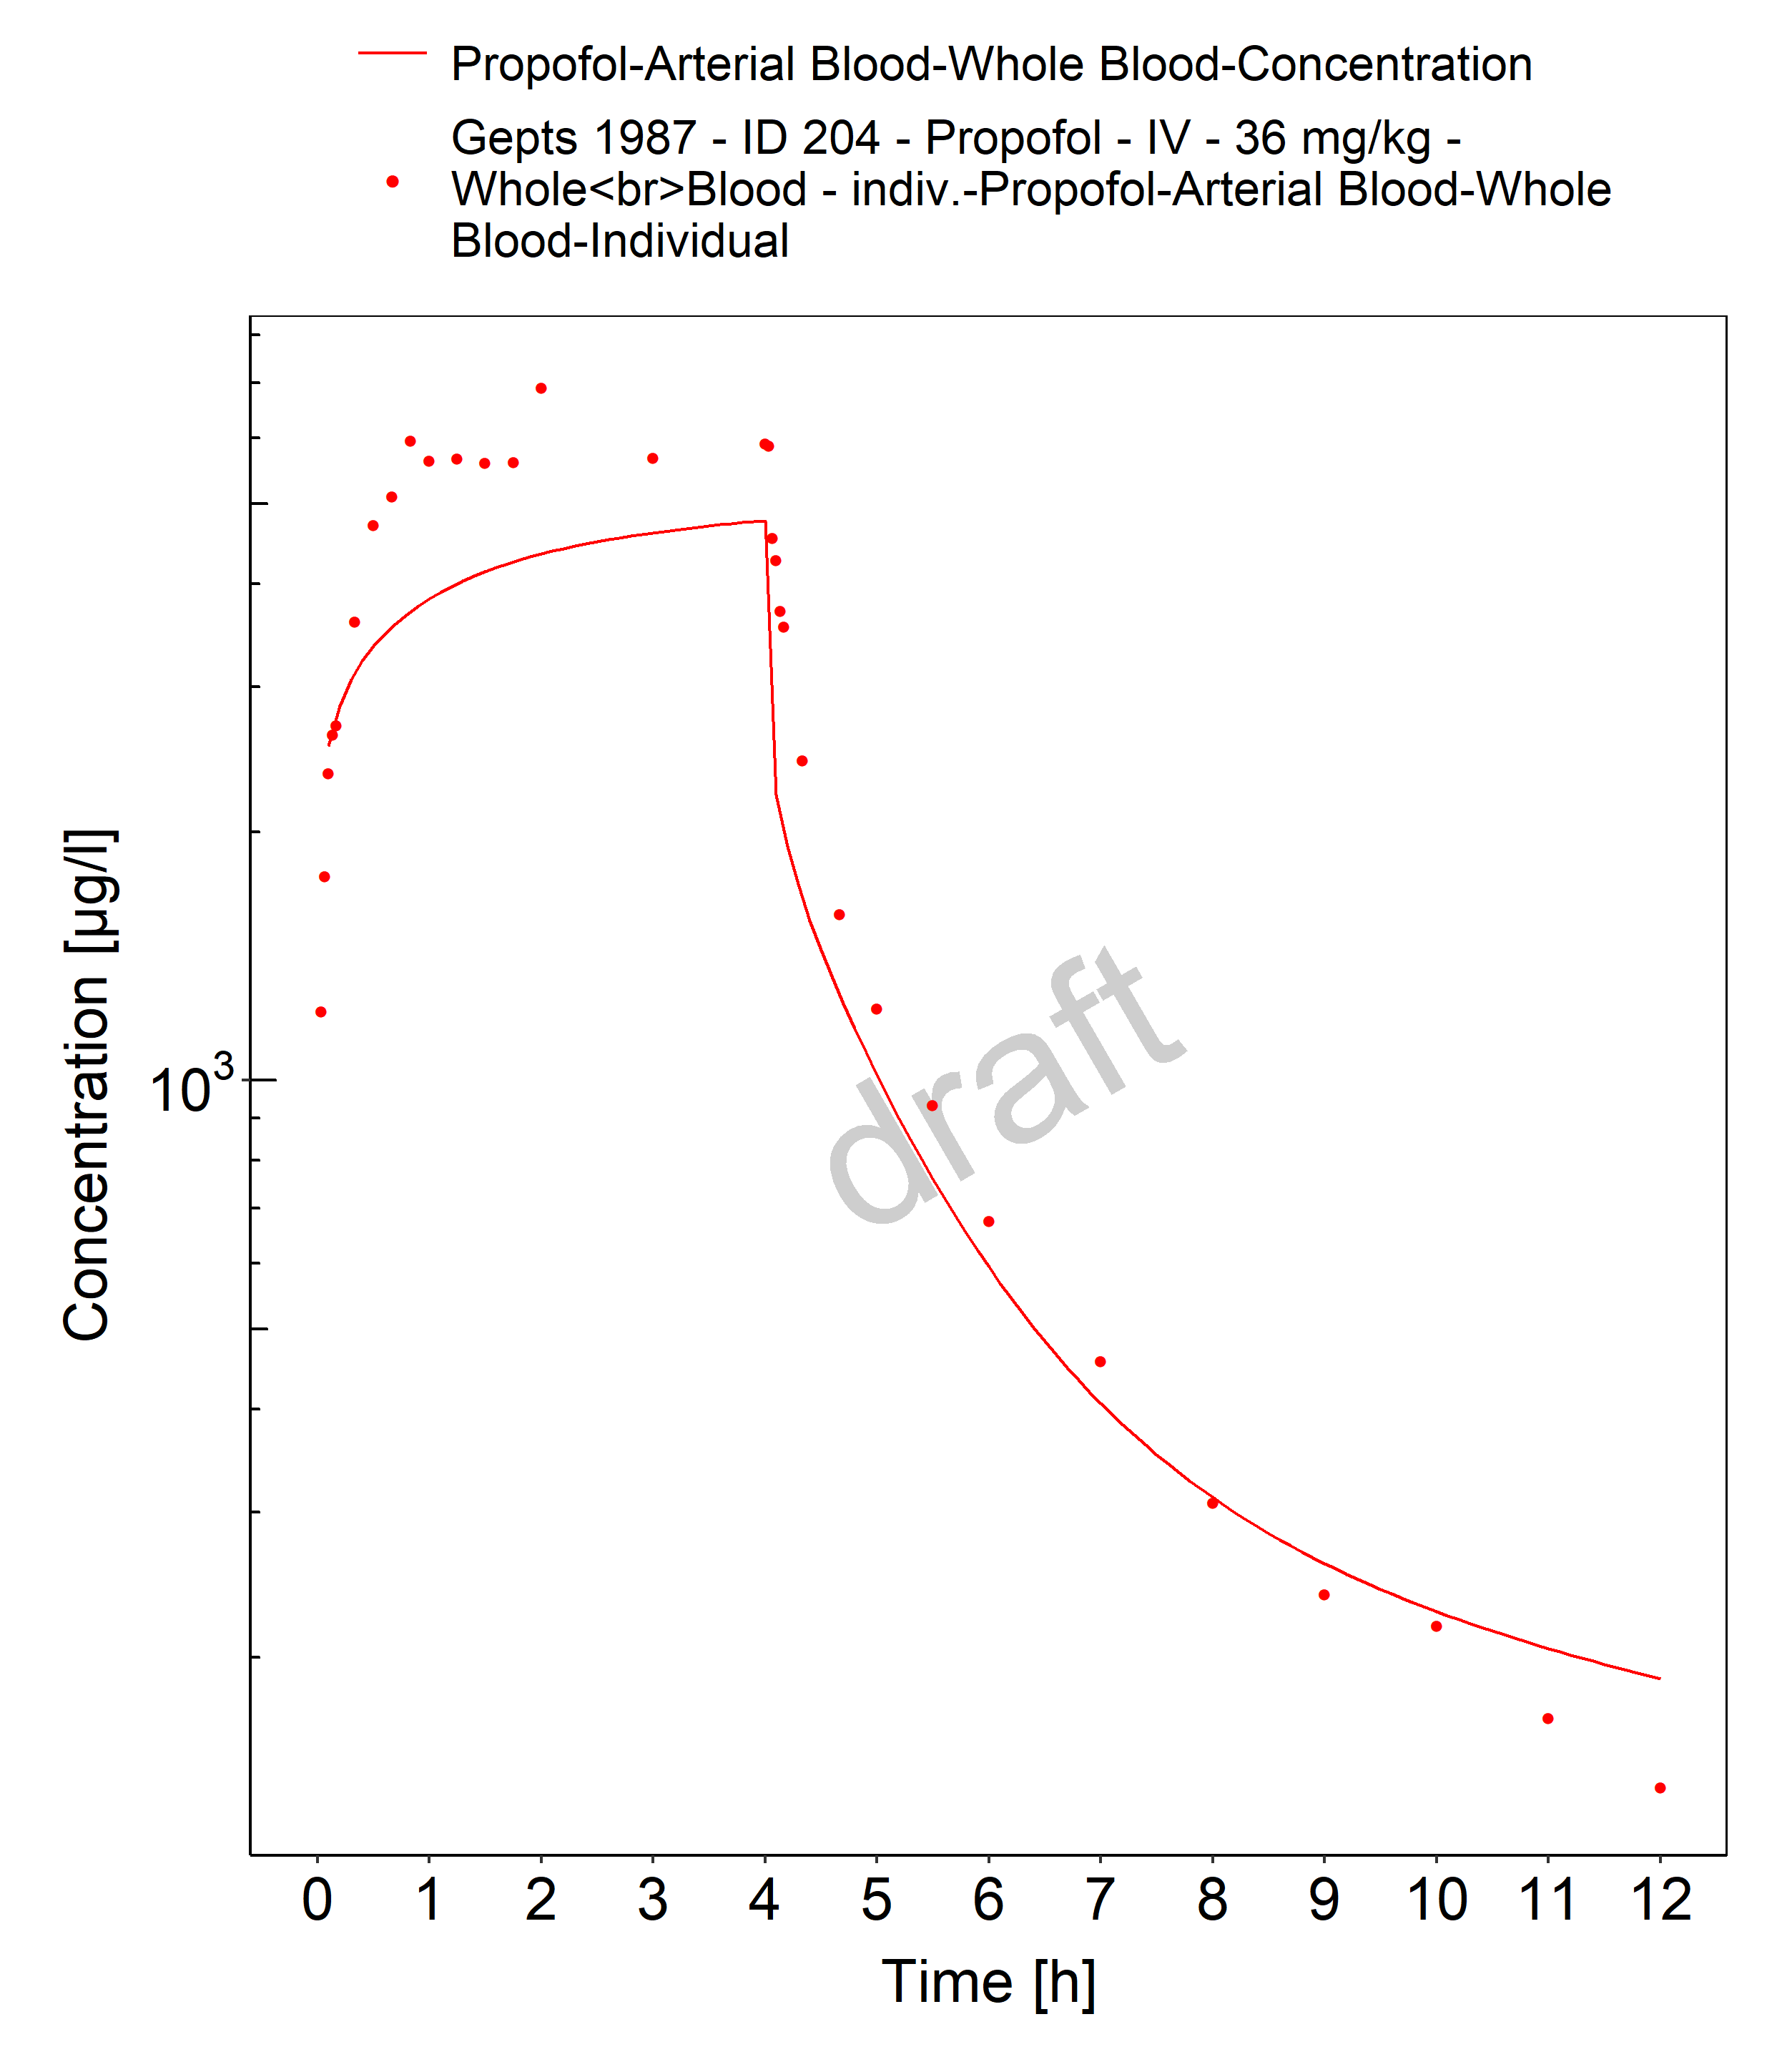 Propofol-Arterial Blood-Whole Blood-Concentration
Gepts 1987 - ID 204 - Propofol - IV - 36 mg/kg -
Whole<br>Blood - indiv.-Propofol-Arterial Blood-Whole
Blood-Individual
Concentration [µg/l]
10³
draft
0 1 2 3 4 5 6 7 8 9 10 11 12
Time [h]